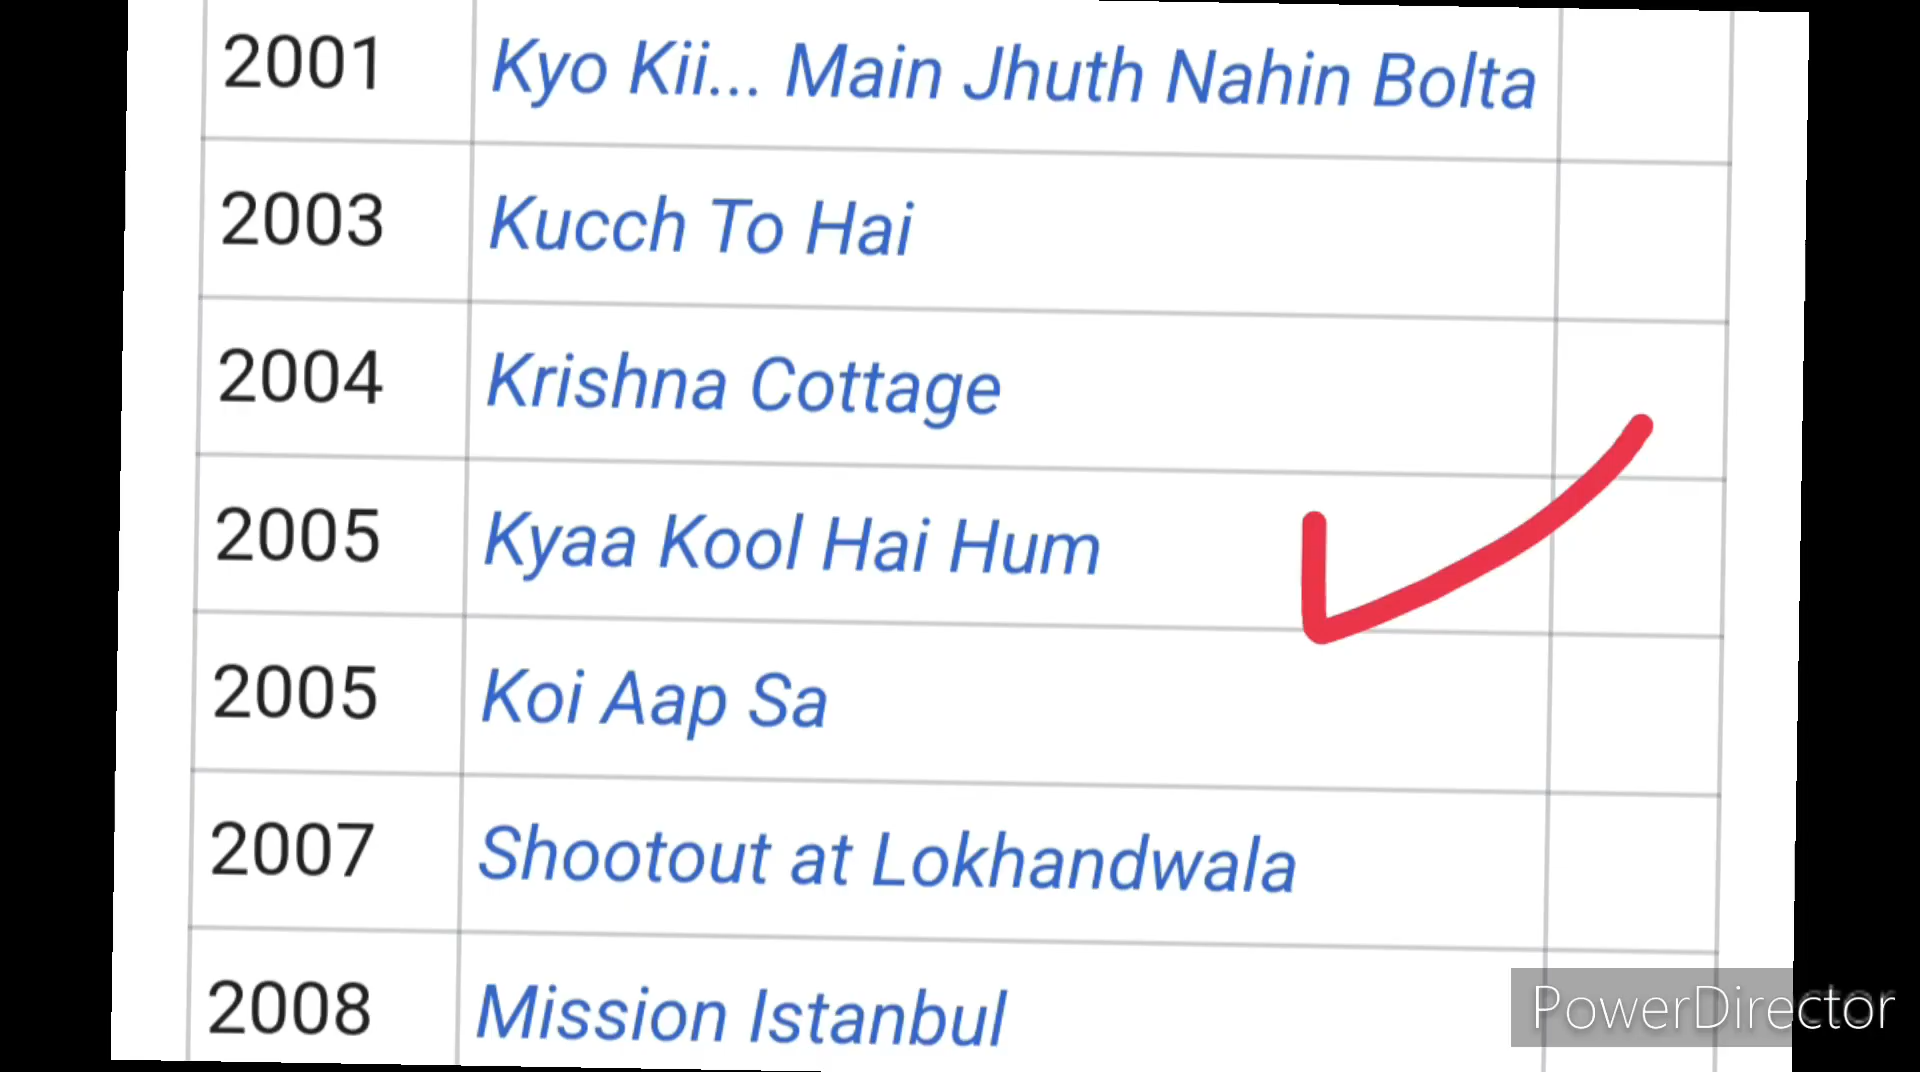 2001 Kyo Kii... Main Jhuth Nahin Bolta
2003 Kucch To Hai
2004 Krishna Cottage
2005 Kyaa Kool Hai Hum
2005 Koi Aap Sa
2007 Shootout at Lokhandwala
2008 Mission Istanbul
PowerDirector